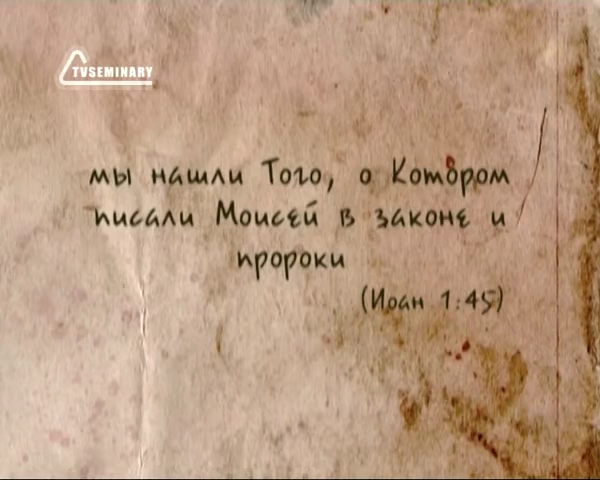 TVSEMINARY
мы нашли Того, о Котором
писали Моисей в законе и
пророки
(Иоан 1:45)